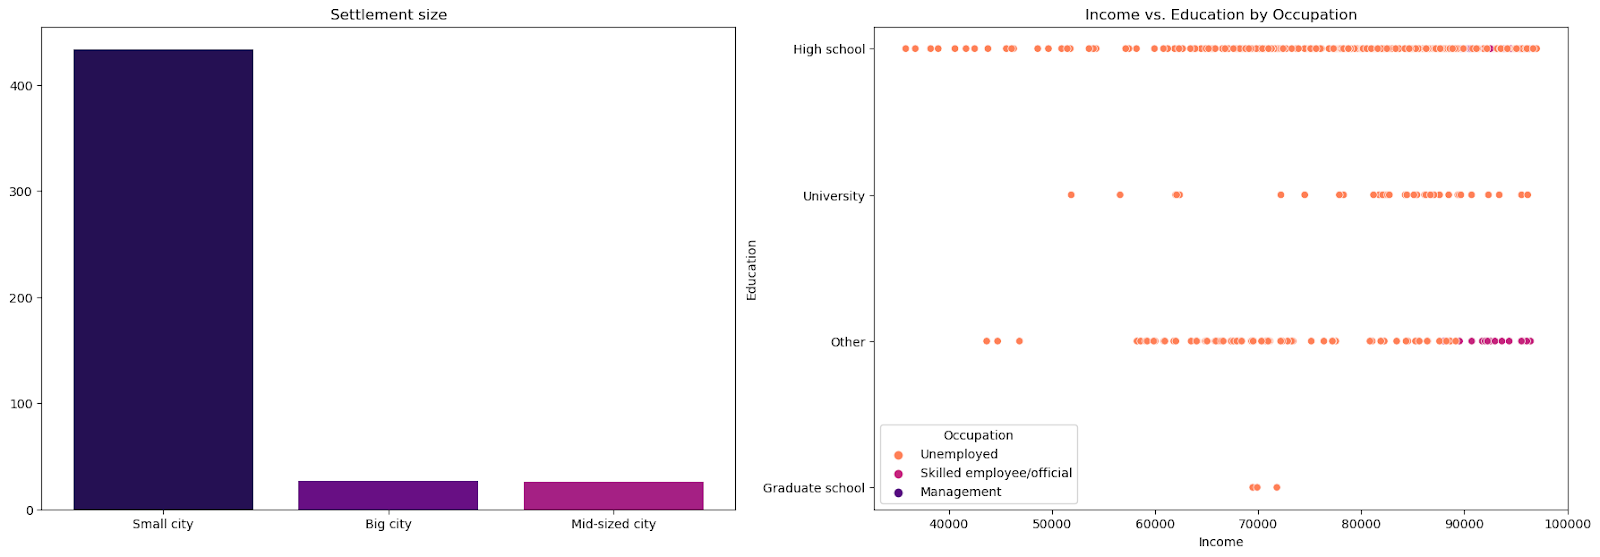 Settlement size
400
300
200
100
0
Small city
Big city
Mid-sized city
Income vs. Education by Occupation
Education
High school
University
Other
Graduate school
Occupation
Unemployed
Skilled employee/official
Management
40000
50000
60000
70000
80000
90000
100000
Income